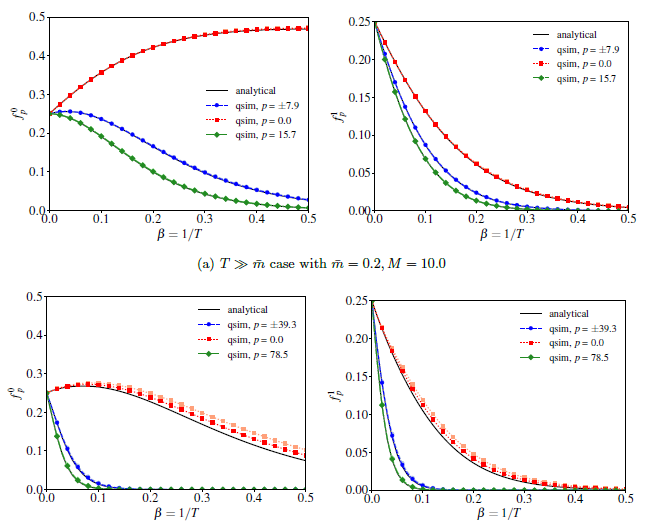 0.5
0.4
0.3
0.2
0.1
0.0
f_p^0
analytical
qsim, p = ±7.9
qsim, p = 0.0
qsim, p = 15.7
0.0 0.1 0.2 0.3 0.4 0.5
β = 1/T
0.25
0.20
0.15
0.10
0.05
0.00
f_p^1
analytical
qsim, p = ±7.9
qsim, p = 0.0
qsim, p = 15.7
0.0 0.1 0.2 0.3 0.4 0.5
β = 1/T
(a) T ≫ m̄ case with m̄ = 0.2, M = 10.0
0.5
0.4
0.3
0.2
0.1
0.0
f_p^0
analytical
qsim, p = ±39.3
qsim, p = 0.0
qsim, p = 78.5
0.0 0.1 0.2 0.3 0.4 0.5
β = 1/T
0.25
0.20
0.15
0.10
0.05
0.00
f_p^1
analytical
qsim, p = ±39.3
qsim, p = 0.0
qsim, p = 78.5
0.0 0.1 0.2 0.3 0.4 0.5
β = 1/T